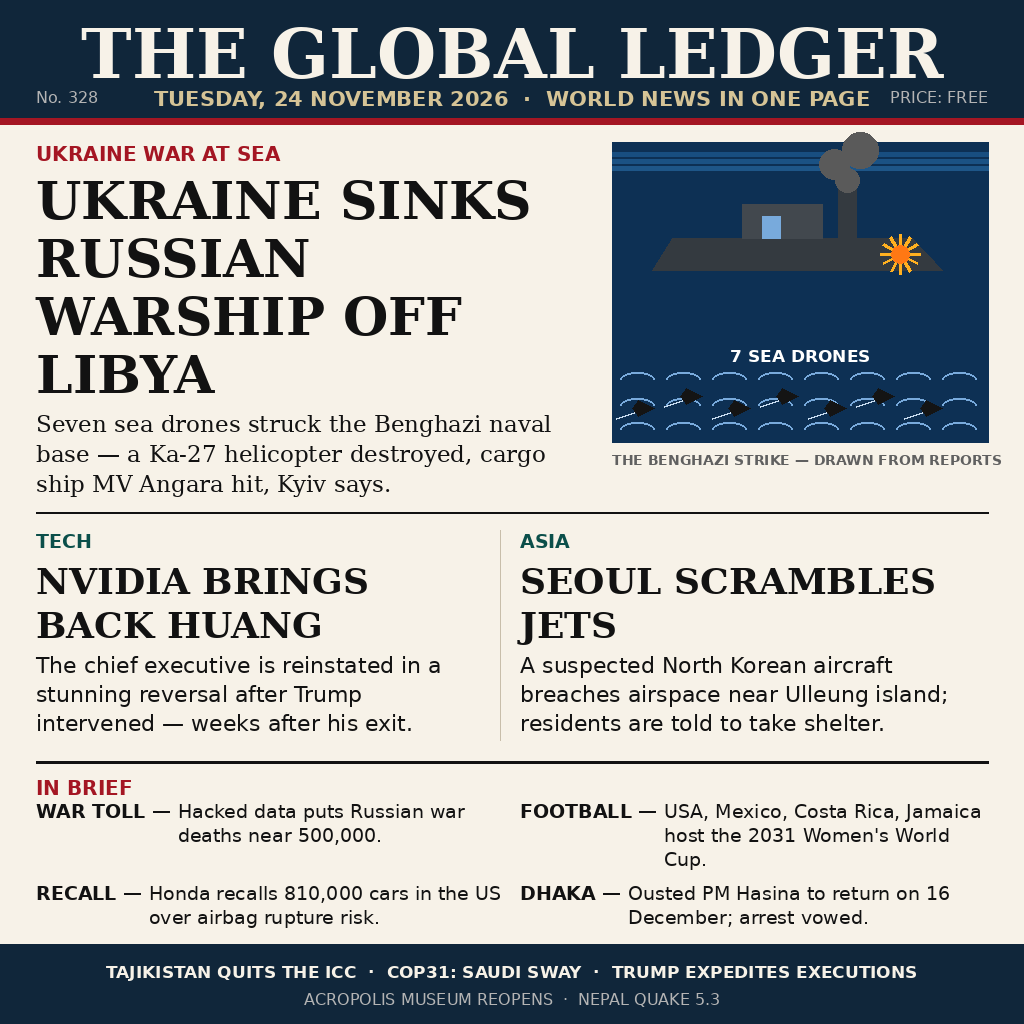 THE GLOBAL LEDGER
No. 328
TUESDAY, 24 NOVEMBER 2026 · WORLD NEWS IN ONE PAGE
PRICE: FREE
UKRAINE WAR AT SEA
UKRAINE SINKS
RUSSIAN
WARSHIP OFF
LIBYA
Seven sea drones struck the Benghazi naval
base — a Ka-27 helicopter destroyed, cargo
ship MV Angara hit, Kyiv says.
7 SEA DRONES
THE BENGHAZI STRIKE — DRAWN FROM REPORTS
TECH
NVIDIA BRINGS
BACK HUANG
The chief executive is reinstated in a
stunning reversal after Trump
intervened — weeks after his exit.
ASIA
SEOUL SCRAMBLES
JETS
A suspected North Korean aircraft
breaches airspace near Ulleung island;
residents are told to take shelter.
IN BRIEF
WAR TOLL — Hacked data puts Russian war
deaths near 500,000.
FOOTBALL — USA, Mexico, Costa Rica, Jamaica
host the 2031 Women's World
Cup.
RECALL — Honda recalls 810,000 cars in the US
over airbag rupture risk.
DHAKA — Ousted PM Hasina to return on 16
December; arrest vowed.
TAJIKISTAN QUITS THE ICC · COP31: SAUDI SWAY · TRUMP EXPEDITES EXECUTIONS
ACROPOLIS MUSEUM REOPENS · NEPAL QUAKE 5.3